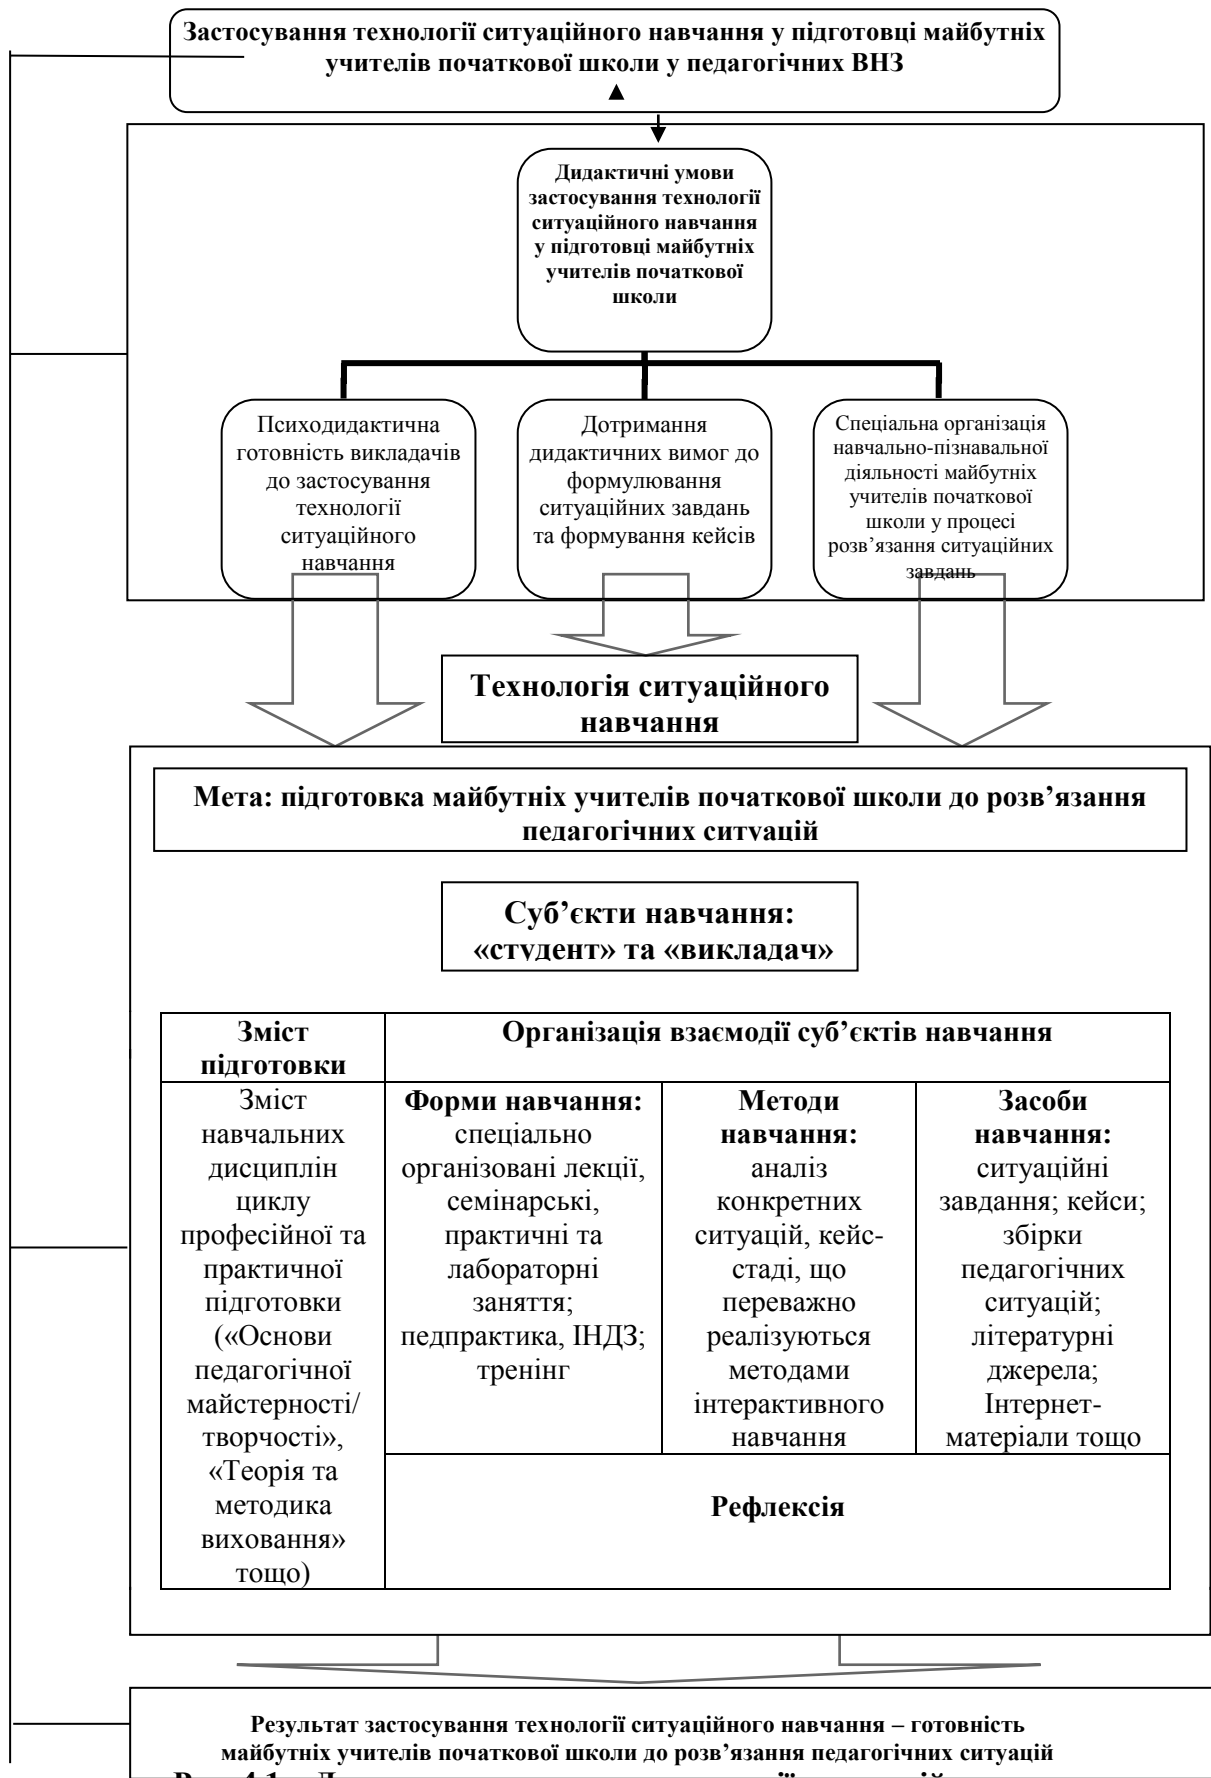 Застосування технології ситуаційного навчання у підготовці майбутніх
учителів початкової школи у педагогічних ВНЗ
Дидактичні умови
застосування технології
ситуаційного навчання
у підготовці майбутніх
учителів початкової
школи
Психодидактична
готовність викладачів
до застосування
технології
ситуаційного
навчання
Дотримання
дидактичних вимог до
формулювання
ситуаційних завдань
та формування кейсів
Спеціальна організація
навчально-пізнавальної
діяльності майбутніх
учителів початкової
школи у процесі
розв’язання ситуаційних
завдань
Технологія ситуаційного
навчання
Мета: підготовка майбутніх учителів початкової школи до розв’язання
педагогічних ситуацій
Суб’єкти навчання:
«студент» та «викладач»
Зміст
підготовки
Організація взаємодії суб’єктів навчання
Зміст
навчальних
дисциплін
циклу
професійної та
практичної
підготовки
(«Основи
педагогічної
майстерності/
творчості»,
«Теорія та
методика
виховання»
тощо)
Форми навчання:
спеціально
організовані лекції,
семінарські,
практичні та
лабораторні
заняття;
педпрактика, ІНДЗ;
тренінг
Методи
навчання:
аналіз
конкретних
ситуацій, кейс-
стаді, що
переважно
реалізуються
методами
інтерактивного
навчання
Засоби
навчання:
ситуаційні
завдання; кейси;
збірки
педагогічних
ситуацій;
літературні
джерела;
Інтернет-
матеріали тощо
Рефлексія
Результат застосування технології ситуаційного навчання – готовність
майбутніх учителів початкової школи до розв’язання педагогічних ситуацій